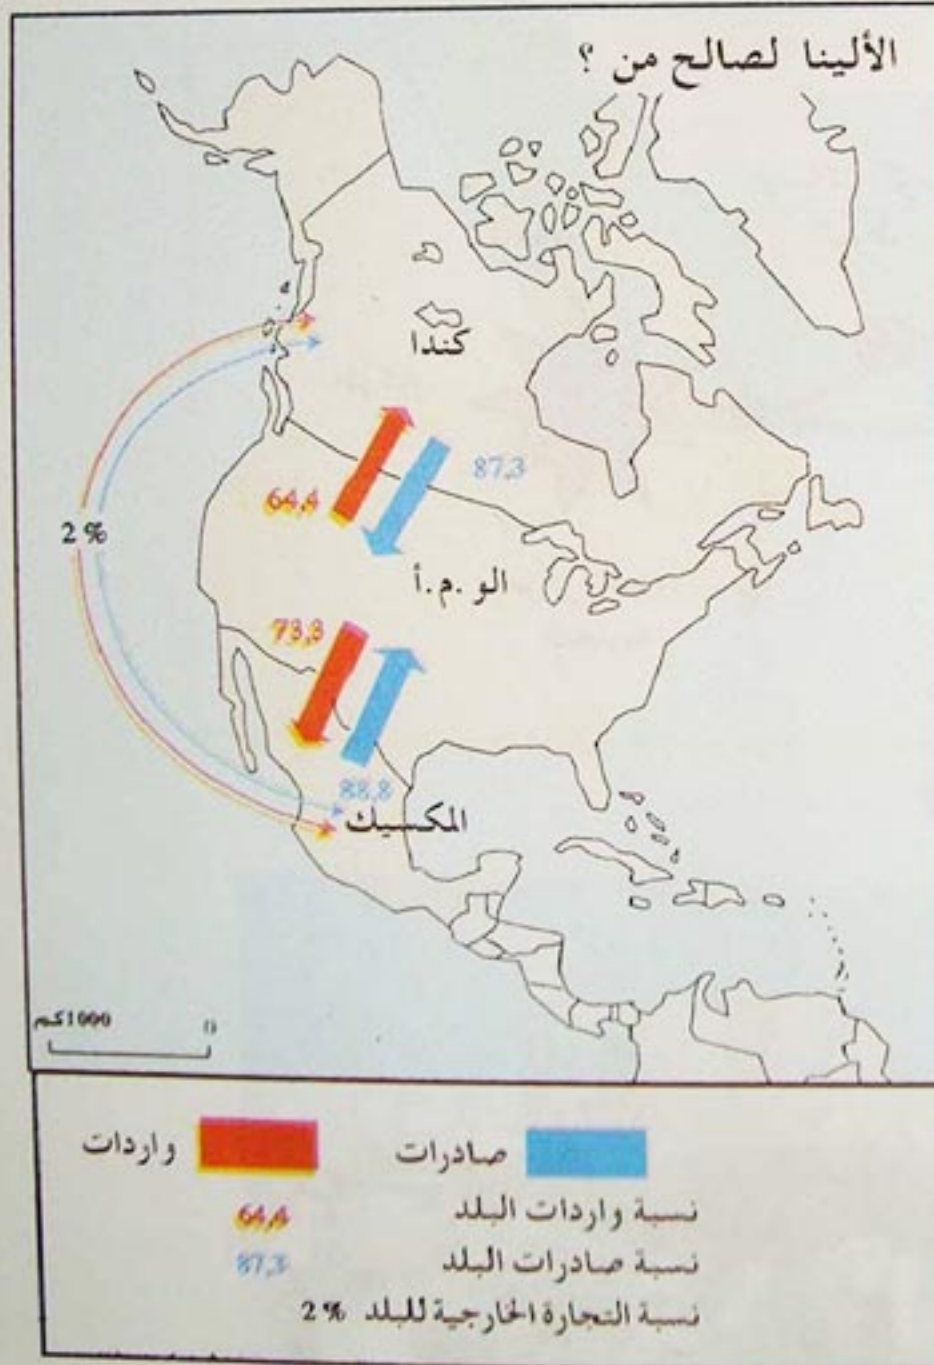 الألينا لصالح من ؟
كندا
87,3
64,4
2 %
الو .م .أ
73,3
88,8
المكسيك
1000كم 0
صادرات واردات
نسبة واردات البلد 64,4
نسبة صادرات البلد 87,3
نسبة التجارة الخارجية للبلد % 2